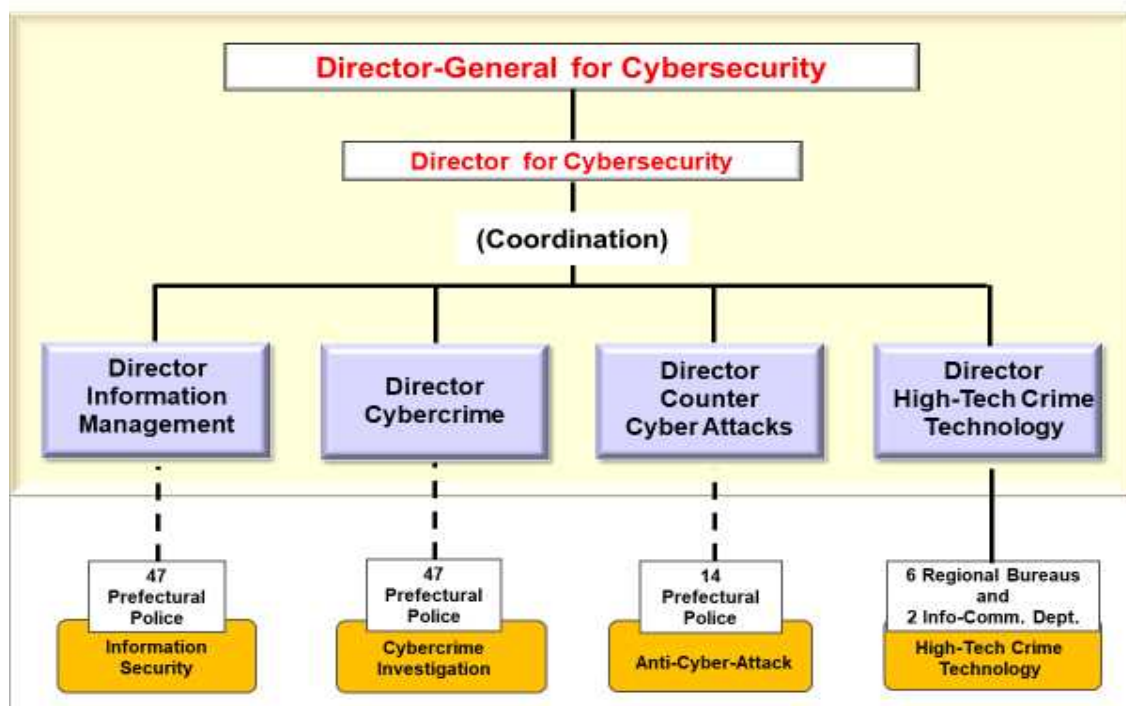 Director-General for Cybersecurity
Director for Cybersecurity
(Coordination)
Director
Information
Management
Director
Cybercrime
Director
Counter
Cyber Attacks
Director
High-Tech Crime
Technology
47
Prefectural
Police
Information
Security
47
Prefectural
Police
Cybercrime
Investigation
14
Prefectural
Police
Anti-Cyber-Attack
6 Regional Bureaus
and
2 Info-Comm. Dept.
High-Tech Crime
Technology